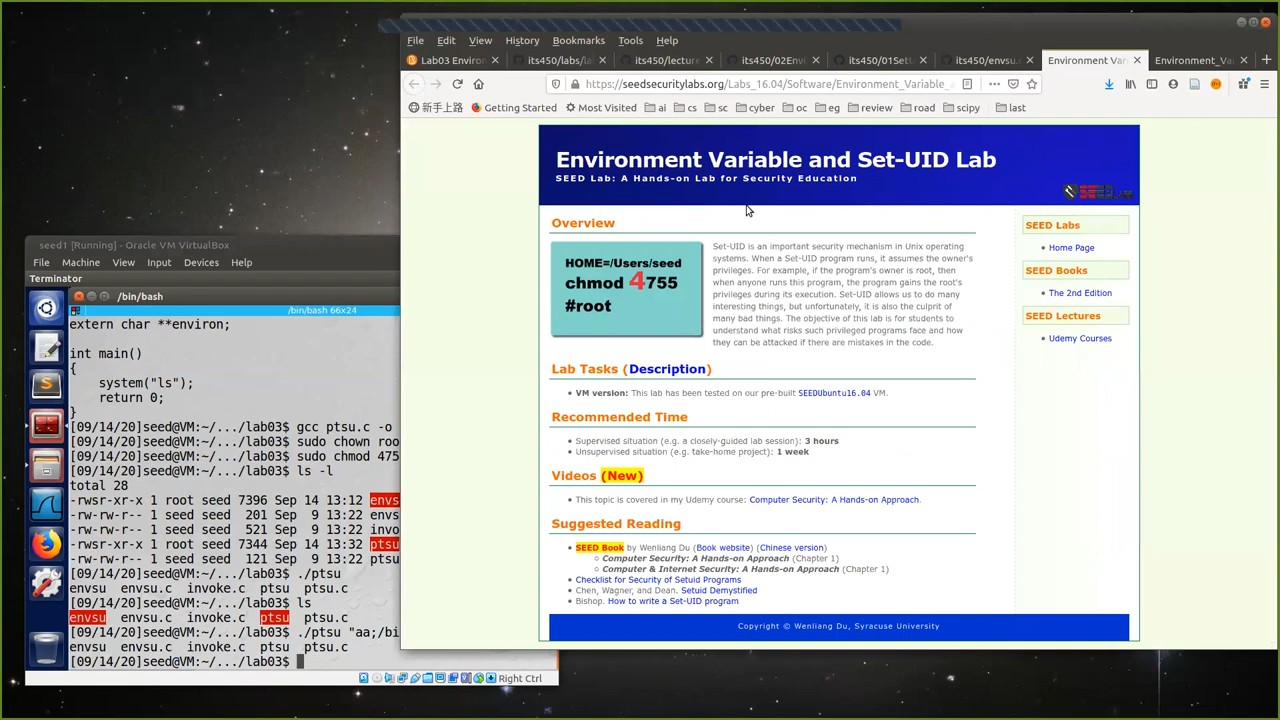 File Edit View History Bookmarks Tools Help
Lab03 Environ its450/labs/la its450/lecture its450/02Envi its450/01Set its450/envsu.c Environment Var Environment_Va
https://seedsecuritylabs.org/Labs_16.04/Software/Environment_Variable_
新手上路 Getting Started Most Visited ai cs sc cyber oc eg review road scipy last
Environment Variable and Set-UID Lab
SEED Lab: A Hands-on Lab for Security Education
Overview
HOME=/Users/seed
chmod 4755
#root
Set-UID is an important security mechanism in Unix operating
systems. When a Set-UID program runs, it assumes the owner's
privileges. For example, if the program's owner is root, then
when anyone runs this program, the program gains the root's
privileges during its execution. Set-UID allows us to do many
interesting things, but unfortunately, it is also the culprit of
many bad things. The objective of this lab is for students to
understand what risks such privileged programs face and how
they can be attacked if there are mistakes in the code.
Lab Tasks (Description)
VM version: This lab has been tested on our pre-built SEEDUbuntu16.04 VM.
Recommended Time
Supervised situation (e.g. a closely-guided lab session): 3 hours
Unsupervised situation (e.g. take-home project): 1 week
Videos (New)
This topic is covered in my Udemy course: Computer Security: A Hands-on Approach.
Suggested Reading
SEED Book by Wenliang Du (Book website) (Chinese version)
Computer Security: A Hands-on Approach (Chapter 1)
Computer & Internet Security: A Hands-on Approach (Chapter 1)
Checklist for Security of Setuid Programs
Chen, Wagner, and Dean. Setuid Demystified
Bishop. How to write a Set-UID program
Copyright © Wenliang Du, Syracuse University
SEED Labs
Home Page
SEED Books
The 2nd Edition
SEED Lectures
Udemy Courses
seed1 [Running] - Oracle VM VirtualBox
File Machine View Input Devices Help
Terminator
/bin/bash
/bin/bash 66x24
extern char **environ;
int main()
{
system("ls");
return 0;
}
[09/14/20]seed@VM:~/.../lab03$ gcc ptsu.c -o
[09/14/20]seed@VM:~/.../lab03$ sudo chown roo
[09/14/20]seed@VM:~/.../lab03$ sudo chmod 475
[09/14/20]seed@VM:~/.../lab03$ ls -l
total 28
-rwsr-xr-x 1 root seed 7396 Sep 14 13:12 envs
-rw-rw-r-- 1 seed seed 201 Sep 9 13:22 env
-rw-rw-r-- 1 seed seed 521 Sep 9 13:22 invo
-rwsr-xr-x 1 root seed 7344 Sep 14 13:32 ptsu
-rw-rw-r-- 1 seed seed 121 Sep 9 13:22 ptsu
[09/14/20]seed@VM:~/.../lab03$ ./ptsu
envsu envsu.c invoke.c ptsu ptsu.c
[09/14/20]seed@VM:~/.../lab03$ ls
envsu envsu.c invoke.c ptsu ptsu.c
[09/14/20]seed@VM:~/.../lab03$ ./ptsu "aa;/bi
envsu envsu.c invoke.c ptsu ptsu.c
[09/14/20]seed@VM:~/.../lab03$
Right Ctrl